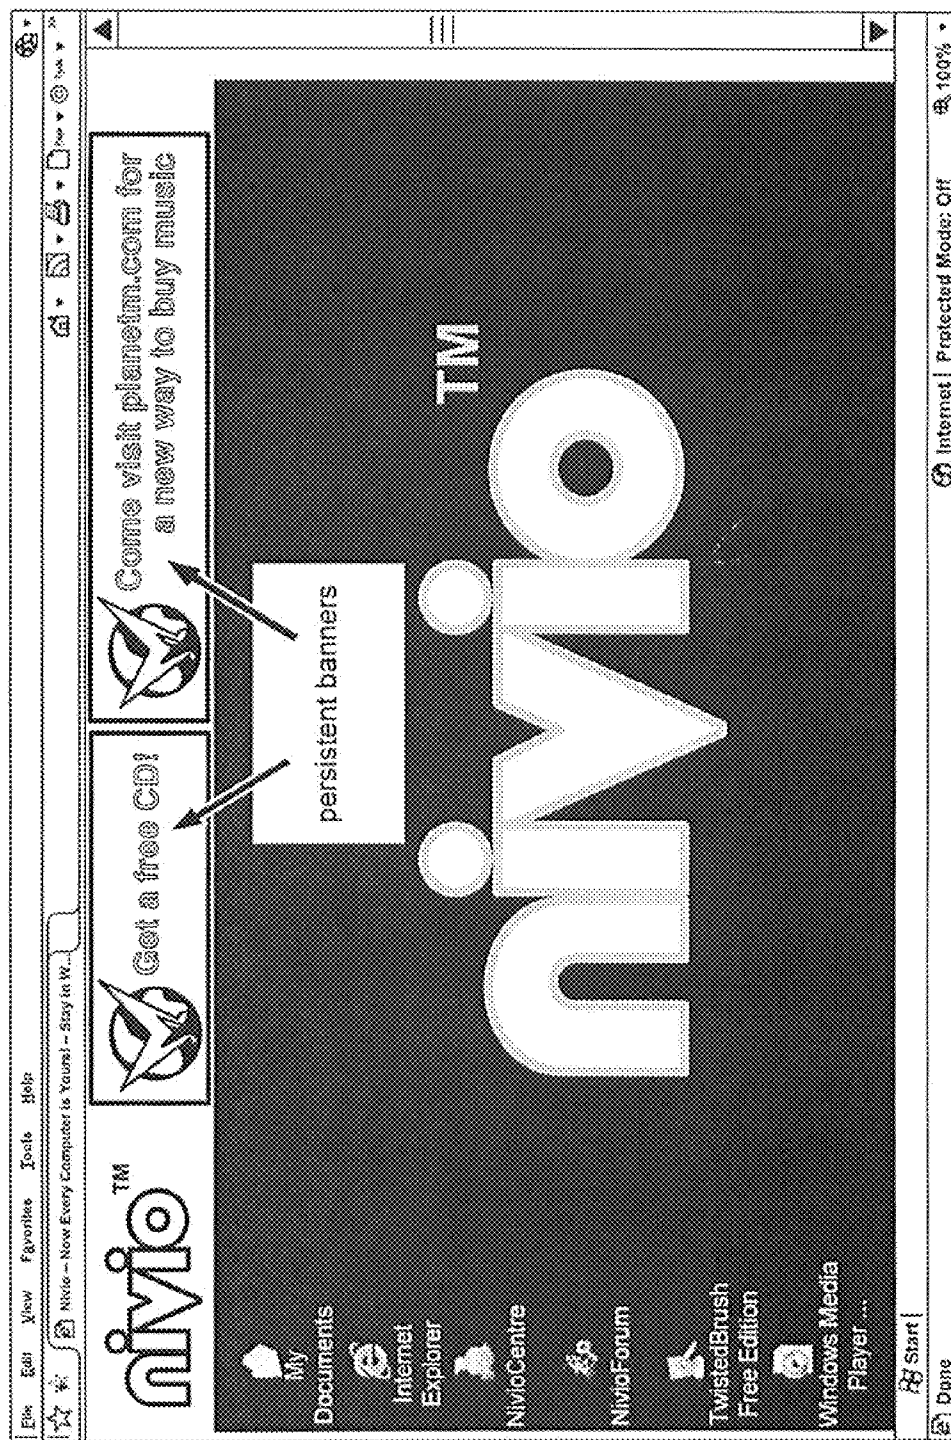 File Edit View Favorites Tools Help
Nivio – Now Every Computer is Yours! – Stay in W...
nivio TM
Get a free CD!
Come visit planetm.com for
a new way to buy music
persistent banners
nivio TM
My
Documents
Internet
Explorer
NivioCentre
NivioForum
TwistedBrush
Free Edition
Windows Media
Player....
Start
Done
Internet | Protected Mode: Off
100%